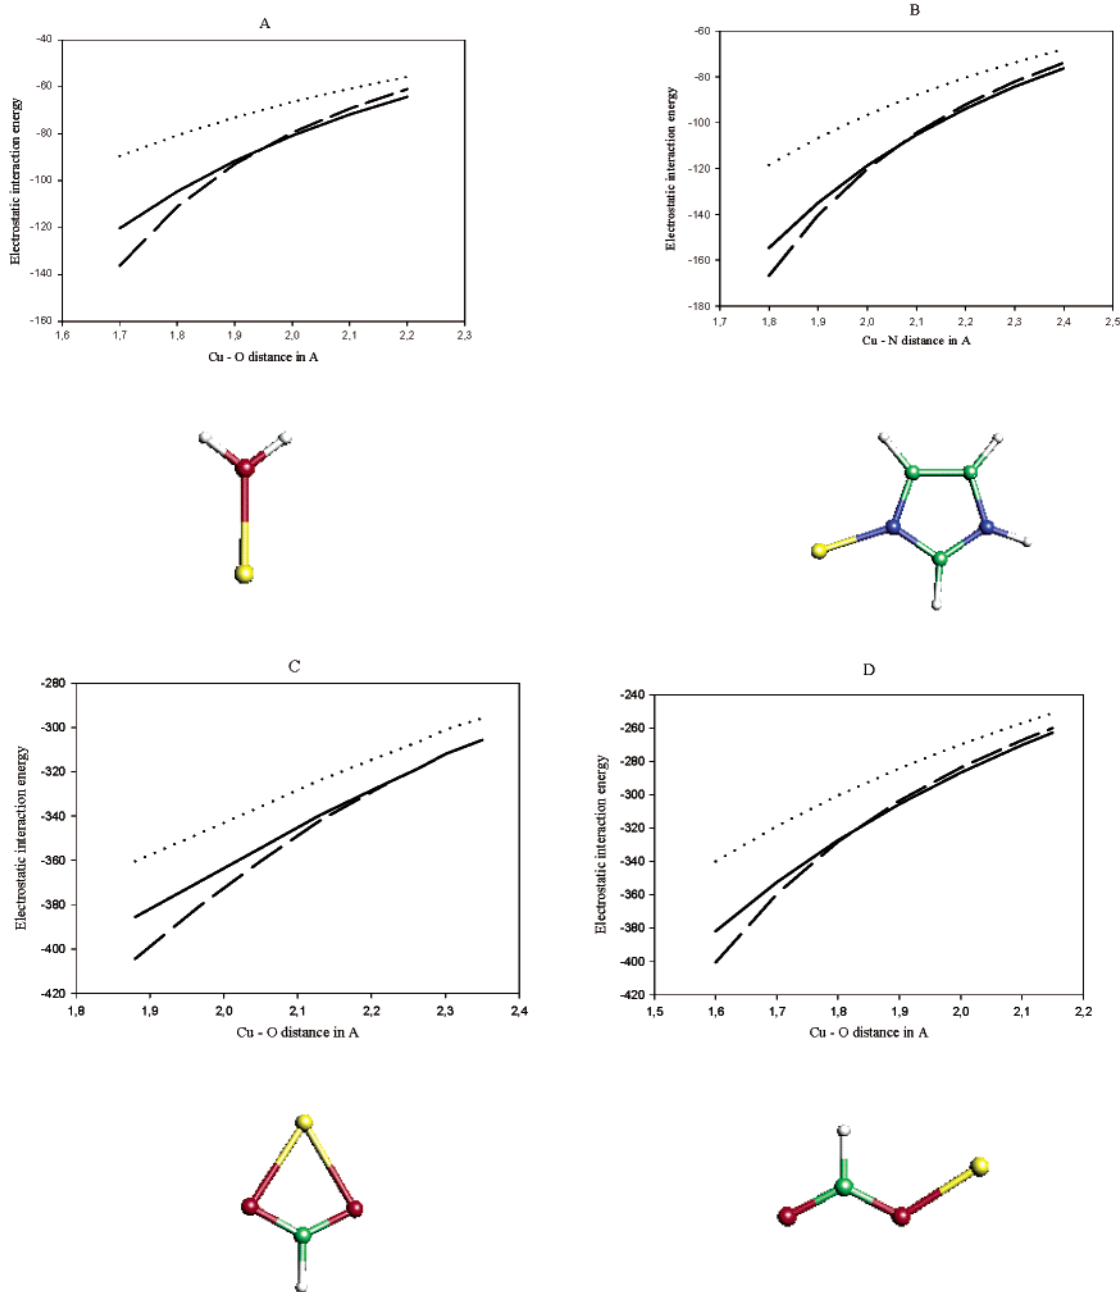 A
Electrostatic interaction energy
-40
-60
-80
-100
-120
-140
-160
1,6 1,7 1,8 1,9 2,0 2,1 2,2 2,3
Cu - O distance in A
B
Electrostatic interaction energy
-60
-80
-100
-120
-140
-160
-180
1,7 1,8 1,9 2,0 2,1 2,2 2,3 2,4 2,5
Cu - N distance in A
C
Electrostatic interaction energy
-280
-300
-320
-340
-360
-380
-400
-420
1,8 1,9 2,0 2,1 2,2 2,3 2,4
Cu - O distance in A
D
Electrostatic interaction energy
-240
-260
-280
-300
-320
-340
-360
-380
-400
-420
1,5 1,6 1,7 1,8 1,9 2,0 2,1 2,2
Cu - O distance in A